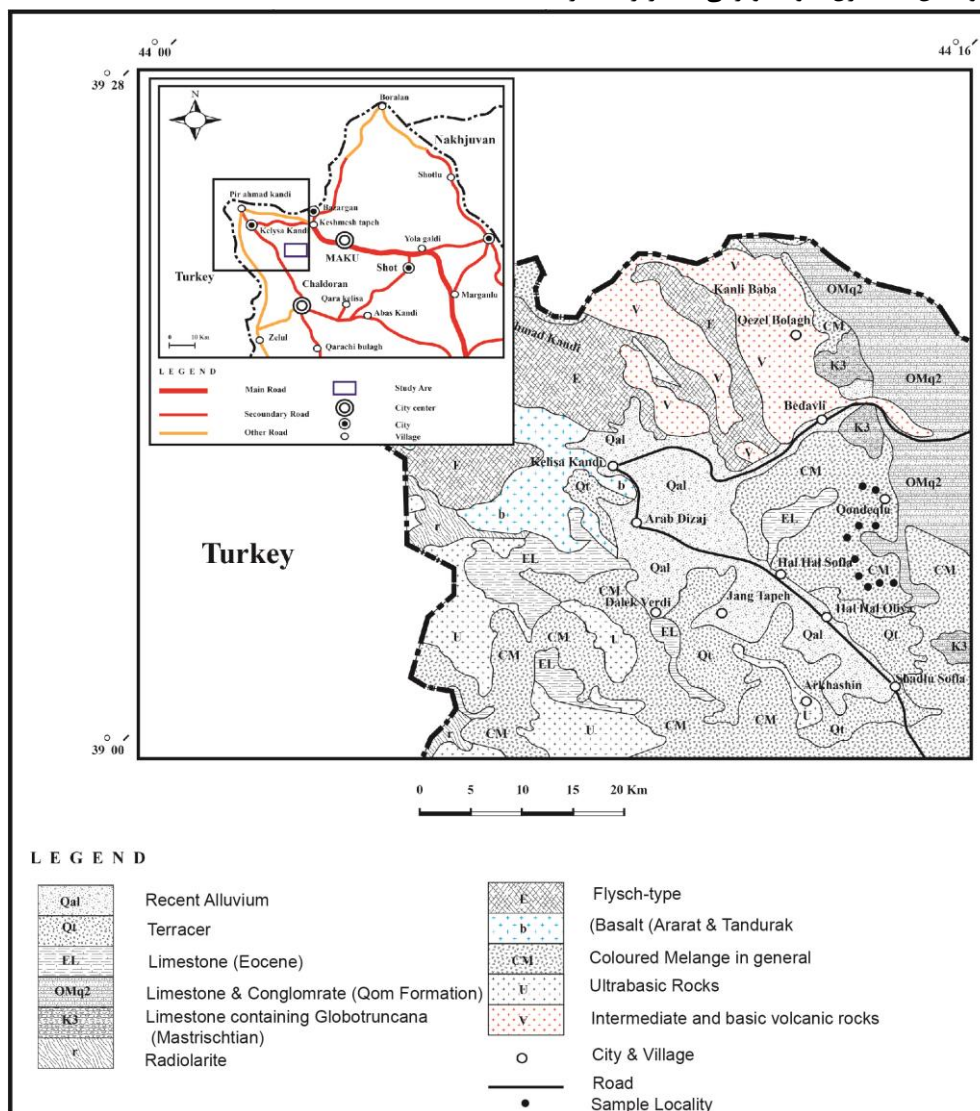 44 00
44 16
39 28
39 00
N
Boralan
Nakhjuvan
Shotlu
Pir ahmad kandi
Bazargan
Kelysa Kandi
Keshmesh tapeh
Yola galdi
MAKU
Shot
Turkey
Chaldoran
Qara kelisa
Marganlu
Abas Kandi
Zelul
Qarachi bulagh
0 10 Km
L E G E N D
Main Road
Study Are
Secoundary Road
City center
City
Other Road
Village
V
Kanli Baba
OMq2
Qezel Bolagh
CM
V
E
K3
Kandi
E
V
V
V
OMq2
Bedavli
Qal
K3
V
Kelisa Kandi
CM
E
Qt
b
Qal
OMq2
Qondeqlu
b
Arab Dizaj
EL
r
Turkey
EL
Qal
Hal Hal Sofla
CM
CM
CM
Jang Tapeh
Dalek Verdi
Hal Hal Oliya
U
CM
U
EL
Qal
Qt
CM
EL
Qt
K3
Arkhashin
Shadlu Sofla
CM
CM
U
Qt
r
CM
U
0 5 10 15 20 Km
L E G E N D
Qal Recent Alluvium
Qt Terracer
EL Limestone (Eocene)
OMq2 Limestone & Conglomrate (Qom Formation)
K3 Limestone containing Globotruncana
(Mastrischtian)
r Radiolarite
E Flysch-type
b (Basalt (Ararat & Tandurak
CM Coloured Melange in general
U Ultrabasic Rocks
V Intermediate and basic volcanic rocks
City & Village
Road
Sample Locality